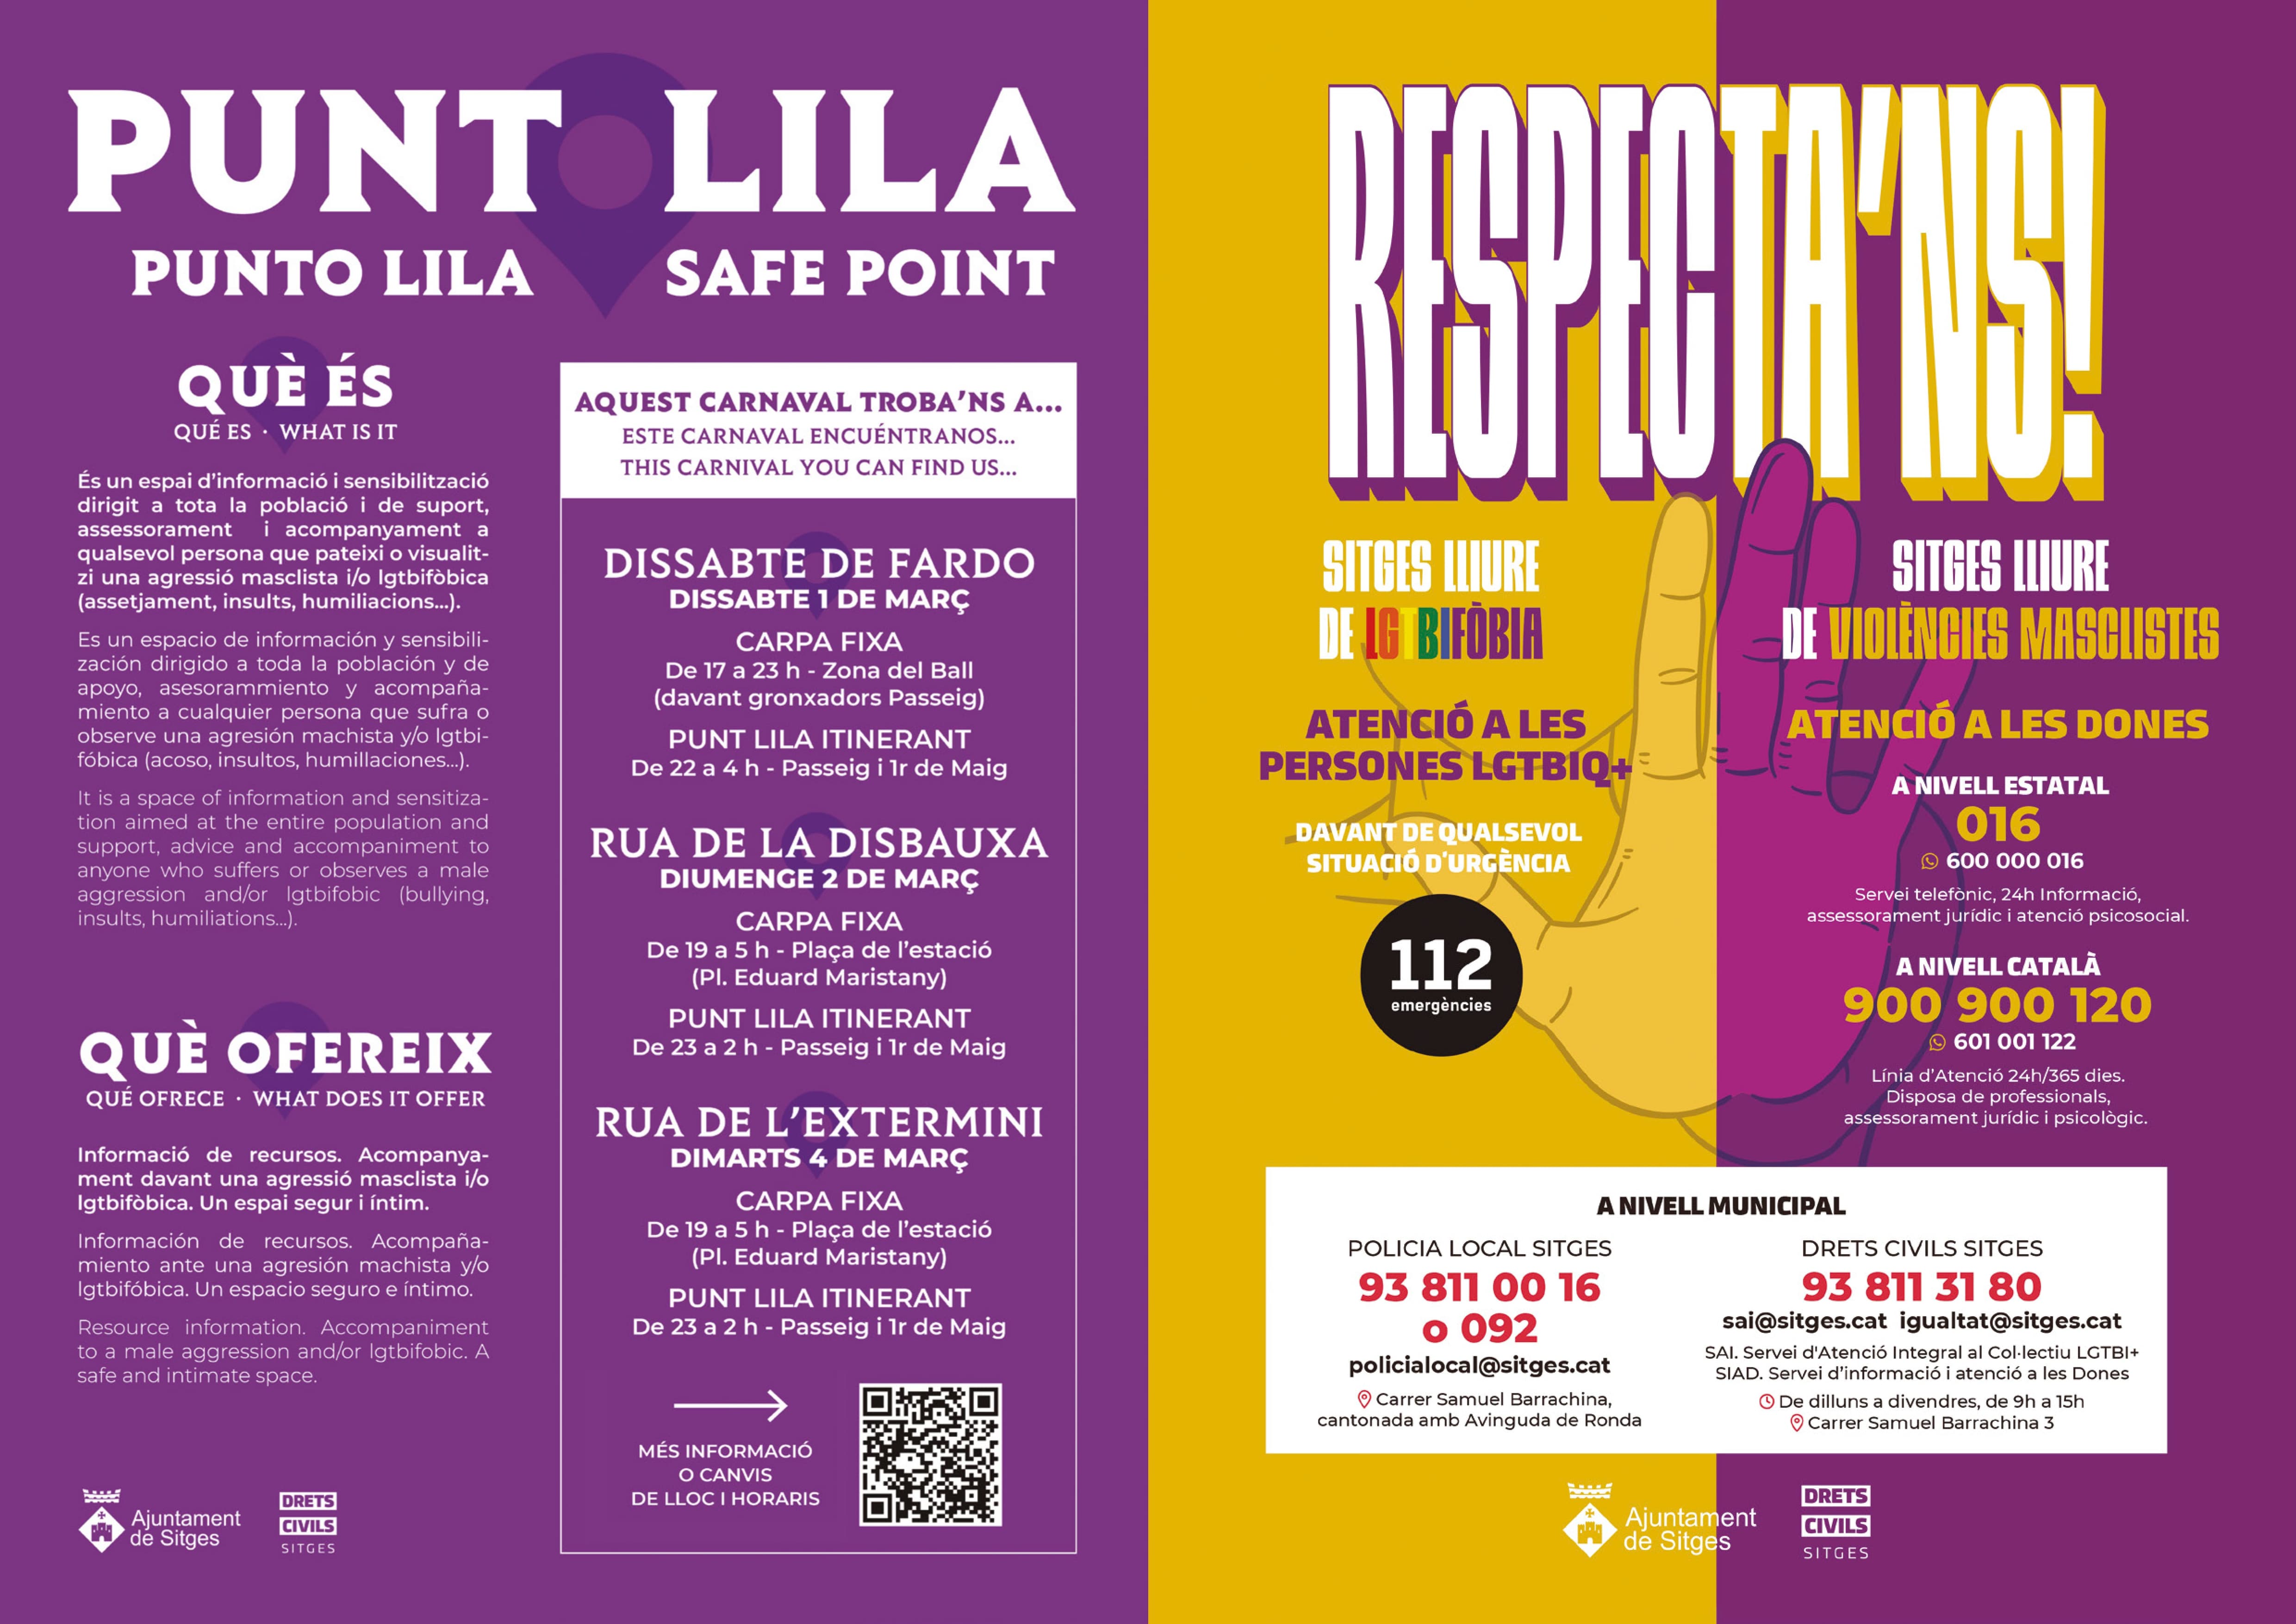 PUNT LILA
PUNTO LILA
SAFE POINT
QUÈ ÉS
QUÉ ES · WHAT IS IT
És un espai d'informació i sensibilització
dirigit a tota la població i de suport,
assessorament i acompanyament a
qualsevol persona que pateixi o visualit-
zi una agressió masclista i/o lgtbifòbica
(assetjament, insults, humiliacions...).
Es un espacio de información y sensibili-
zación dirigido a toda la población y de
apoyo, asesorammiento y acompaña-
miento a cualquier persona que sufra o
observe una agresión machista y/o lgtbi-
fóbica (acoso, insultos, humillaciones...).
It is a space of information and sensitiza-
tion aimed at the entire population and
support, advice and accompaniment to
anyone who suffers or observes a male
aggression and/or lgtbifobic (bullying,
insults, humiliations...).
QUÈ OFEREIX
QUÉ OFRECE · WHAT DOES IT OFFER
Informació de recursos. Acompanya-
ment davant una agressió masclista i/o
lgtbifòbica. Un espai segur i íntim.
Información de recursos. Acompaña-
miento ante una agresión machista y/o
lgtbifóbica. Un espacio seguro e íntimo.
Resource information. Accompaniment
to a male aggression and/or lgtbifobic. A
safe and intimate space.
Ajuntament
de Sitges
DRETS
CIVILS
SITGES
AQUEST CARNAVAL TROBA'NS A...
ESTE CARNAVAL ENCUÉNTRANOS...
THIS CARNIVAL YOU CAN FIND US...
DISSABTE DE FARDO
DISSABTE 1 DE MARÇ
CARPA FIXA
De 17 a 23 h - Zona del Ball
(davant gronxadors Passeig)
PUNT LILA ITINERANT
De 22 a 4 h - Passeig i 1r de Maig
RUA DE LA DISBAUXA
DIUMENGE 2 DE MARÇ
CARPA FIXA
De 19 a 5 h - Plaça de l'estació
(Pl. Eduard Maristany)
PUNT LILA ITINERANT
De 23 a 2 h - Passeig i 1r de Maig
RUA DE L'EXTERMINI
DIMARTS 4 DE MARÇ
CARPA FIXA
De 19 a 5 h - Plaça de l'estació
(Pl. Eduard Maristany)
PUNT LILA ITINERANT
De 23 a 2 h - Passeig i 1r de Maig
MÉS INFORMACIÓ
O CANVIS
DE LLOC I HORARIS
RESPECTA'NS!
SITGES LLIURE
DE LGTBIFÒBIA
ATENCIÓ A LES
PERSONES LGTBIQ+
DAVANT DE QUALSEVOL
SITUACIÓ D'URGÈNCIA
112
emergències
SITGES LLIURE
DE VIOLÈNCIES MASCLISTES
ATENCIÓ A LES DONES
A NIVELL ESTATAL
016
600 000 016
Servei telefònic, 24h Informació,
assessorament jurídic i atenció psicosocial.
A NIVELL CATALÀ
900 900 120
601 001 122
Línia d'Atenció 24h/365 dies.
Disposa de professionals,
assessorament jurídic i psicològic.
A NIVELL MUNICIPAL
POLICIA LOCAL SITGES
93 811 00 16
o 092
policialocal@sitges.cat
Carrer Samuel Barrachina,
cantonada amb Avinguda de Ronda
DRETS CIVILS SITGES
93 811 31 80
sai@sitges.cat igualtat@sitges.cat
SAI. Servei d'Atenció Integral al Col·lectiu LGTBI+
SIAD. Servei d'informació i atenció a les Dones
De dilluns a divendres, de 9h a 15h
Carrer Samuel Barrachina 3
Ajuntament
de Sitges
DRETS
CIVILS
SITGES